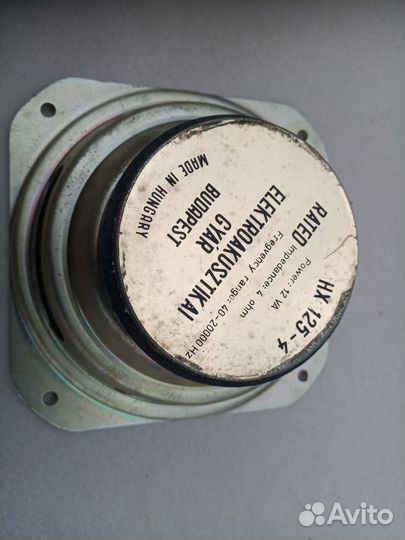 HX 125-4
Power: 12 VA
RATED impedance: 4 ohm
Freqvency range: 40-20000 Hz
ELEKTROAKUSZTIKAI
GYÁR
BUDAPEST
MADE IN HUNGARY
Avito